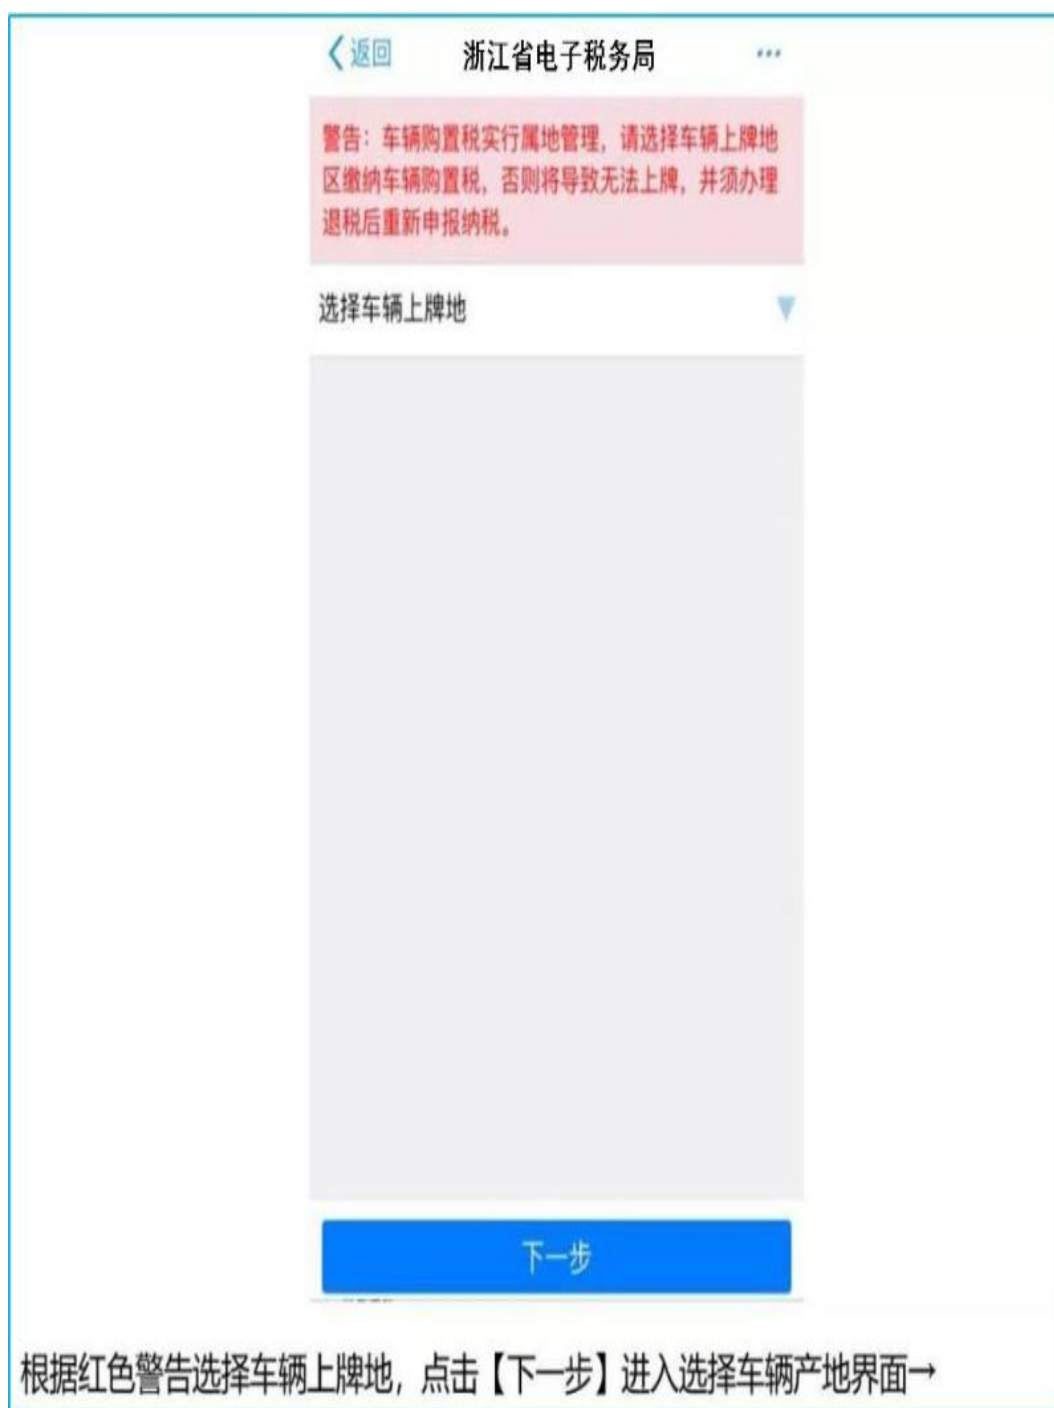 返回 浙江省电子税务局 ...
警告：车辆购置税实行属地管理，请选择车辆上牌地
区缴纳车辆购置税，否则将导致无法上牌，并须办理
退税后重新申报纳税。
选择车辆上牌地
下一步
根据红色警告选择车辆上牌地，点击【下一步】进入选择车辆产地界面→